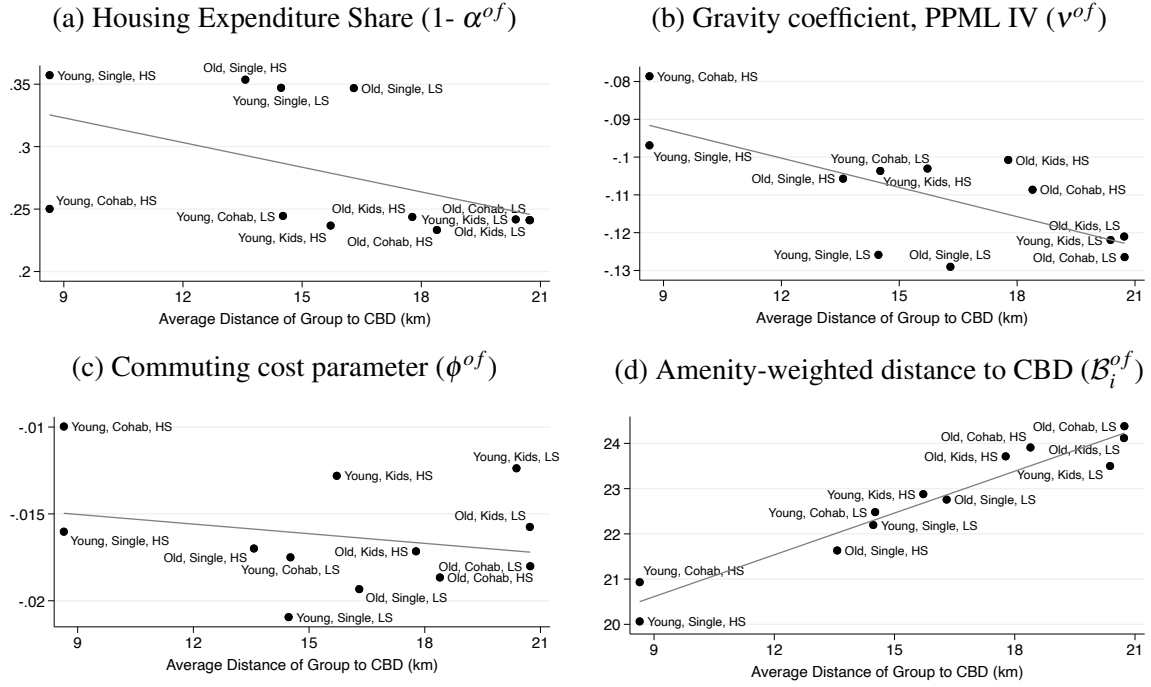 (a) Housing Expenditure Share (1- α^{of})
.35
.3
.25
.2
Young, Single, HS
Old, Single, HS
Young, Single, LS
Old, Single, LS
Young, Cohab, HS
Young, Cohab, LS
Young, Kids, HS
Old, Kids, HS
Old, Cohab, HS
Old, Cohab, LS
Young, Kids, LS
Old, Kids, LS
9 12 15 18 21
Average Distance of Group to CBD (km)
(b) Gravity coefficient, PPML IV (ν^{of})
-.08
-.09
-.1
-.11
-.12
-.13
Young, Cohab, HS
Young, Single, HS
Old, Single, HS
Young, Cohab, LS
Young, Kids, HS
Old, Kids, HS
Old, Cohab, HS
Young, Single, LS
Old, Single, LS
Old, Kids, LS
Young, Kids, LS
Old, Cohab, LS
9 12 15 18 21
Average Distance of Group to CBD (km)
(c) Commuting cost parameter (ϕ^{of})
-.01
-.015
-.02
Young, Cohab, HS
Young, Single, HS
Young, Kids, HS
Young, Kids, LS
Old, Kids, LS
Old, Single, HS
Young, Cohab, LS
Old, Kids, HS
Old, Cohab, LS
Old, Cohab, HS
Old, Single, LS
Young, Single, LS
9 12 15 18 21
Average Distance of Group to CBD (km)
(d) Amenity-weighted distance to CBD (ℬ_i^{of})
24
23
22
21
20
Old, Cohab, LS
Old, Cohab, HS
Old, Kids, HS
Old, Kids, LS
Young, Kids, LS
Young, Kids, HS
Old, Single, LS
Young, Cohab, LS
Young, Single, LS
Old, Single, HS
Young, Cohab, HS
Young, Single, HS
9 12 15 18 21
Average Distance of Group to CBD (km)